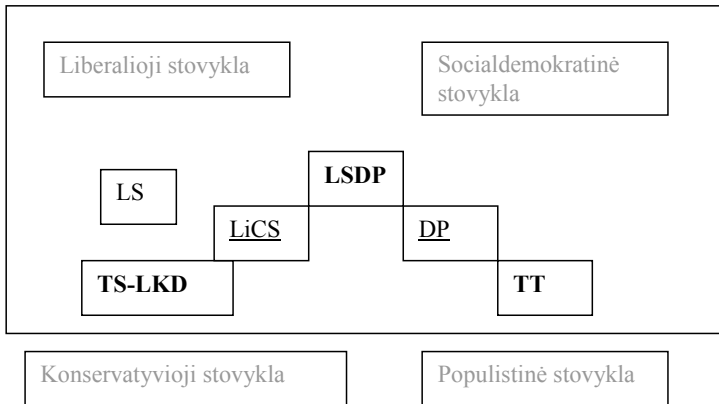 Liberalioji stovykla
Socialdemokratinė
stovykla
LSDP
LS
LiCS
DP
TS-LKD
TT
Konservatyvioji stovykla
Populistinė stovykla